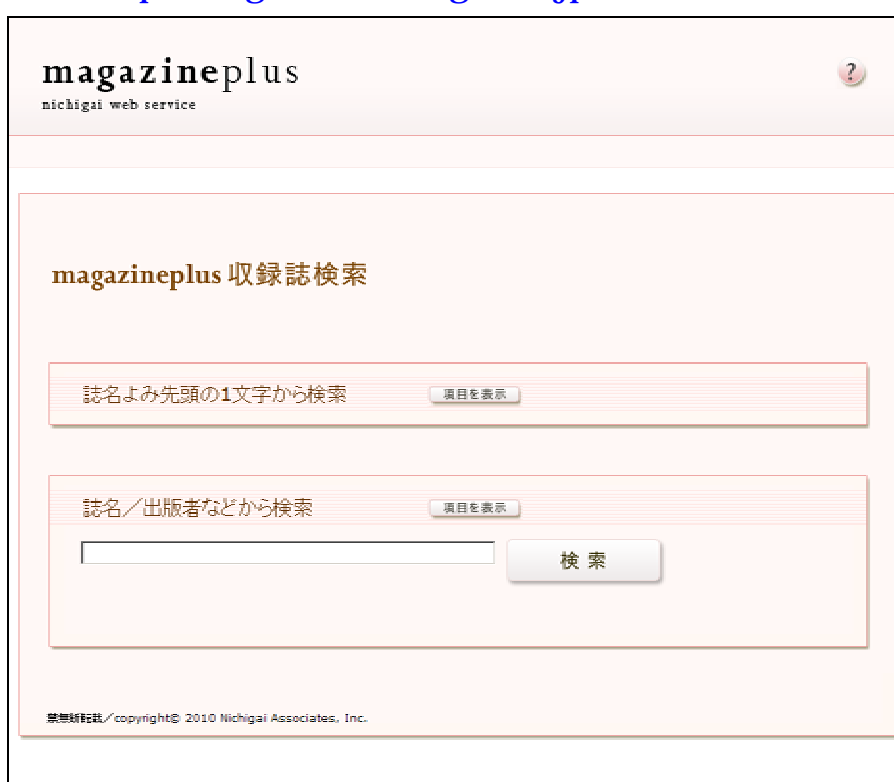 magazineplus
?
nichigai web service
magazineplus 収録誌検索
誌名よみ先頭の1文字から検索 項目を表示
誌名／出版者などから検索 項目を表示
検 索
禁無断転載／copyright© 2010 Nichigai Associates, Inc.